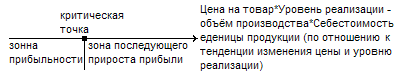 критическая
точка
зонна
прибыльности
зона последующего
прироста прибыли
Цена на товар*Уровень реализации -
объём производства*Себестоимость
еденицы продукции (по отношению к
тенденции изменения цены и уровню
реализации)